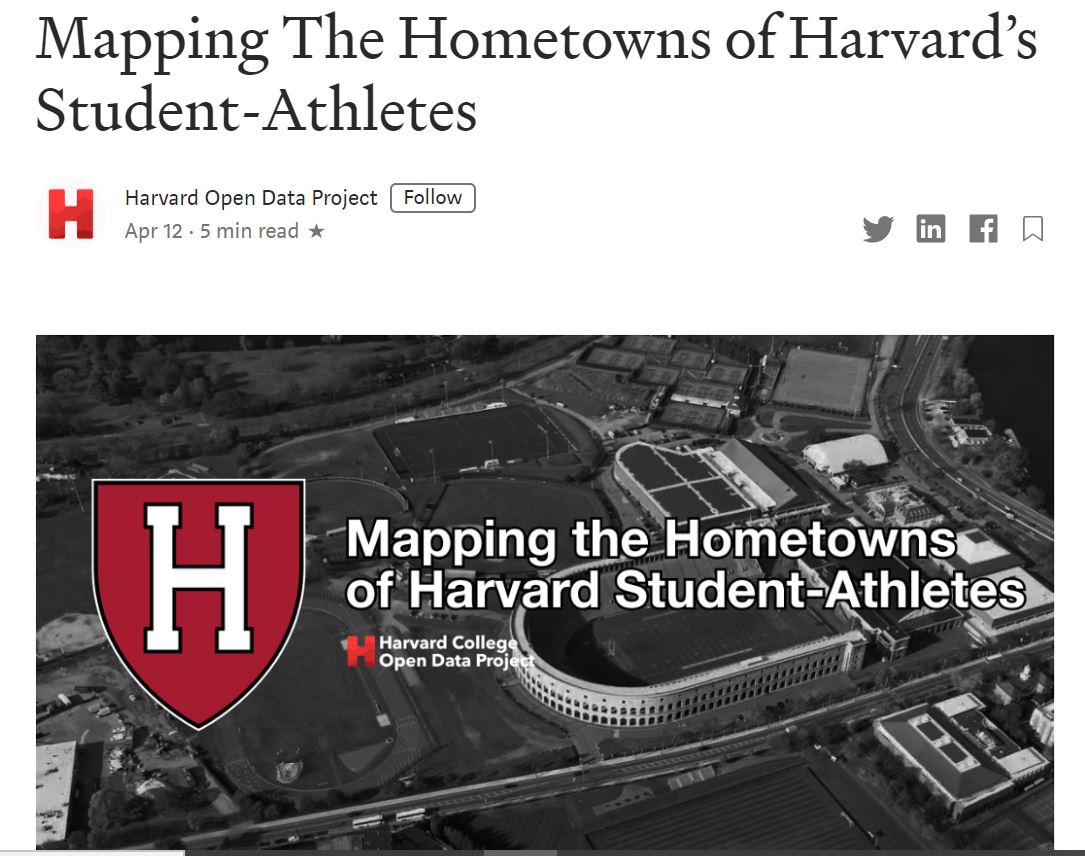 Mapping The Hometowns of Harvard’s
Student-Athletes
H
Harvard Open Data Project Follow
Apr 12 · 5 min read ★
in
H
Mapping the Hometowns
of Harvard Student-Athletes
H Harvard College
Open Data Project